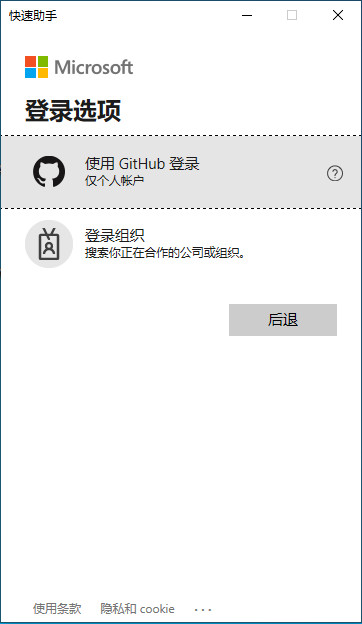 快速助手
Microsoft
登录选项
使用 GitHub 登录
仅个人帐户
登录组织
搜索你正在合作的公司或组织。
后退
使用条款 隐私和 cookie ...